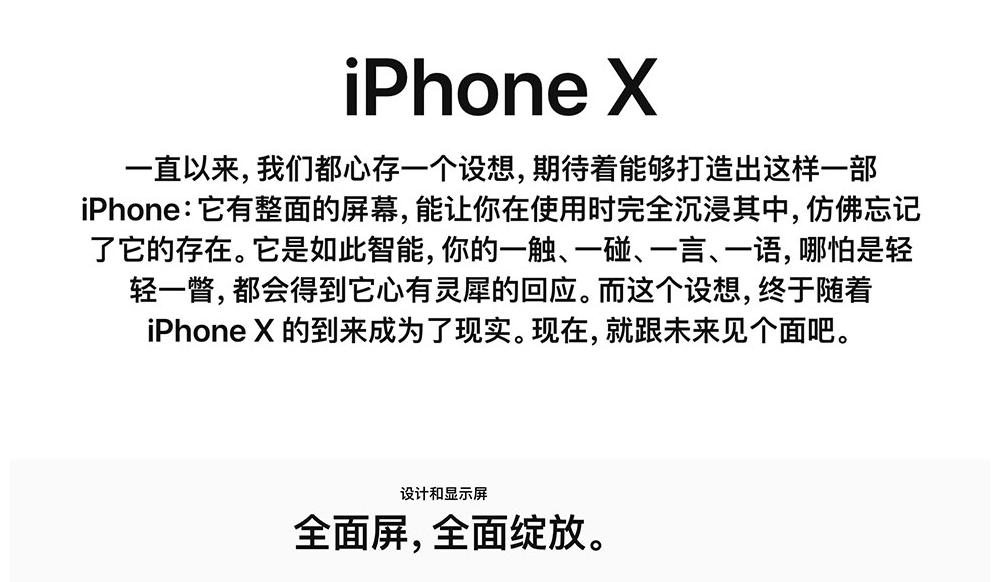 iPhone X
一直以来，我们都心存一个设想，期待着能够打造出这样一部
iPhone：它有整面的屏幕，能让你在使用时完全沉浸其中，仿佛忘记
了它的存在。它是如此智能，你的一触、一碰、一言、一语，哪怕是轻
轻一瞥，都会得到它心有灵犀的回应。而这个设想，终于随着
iPhone X 的到来成为了现实。现在，就跟未来见个面吧。
设计和显示屏
全面屏，全面绽放。